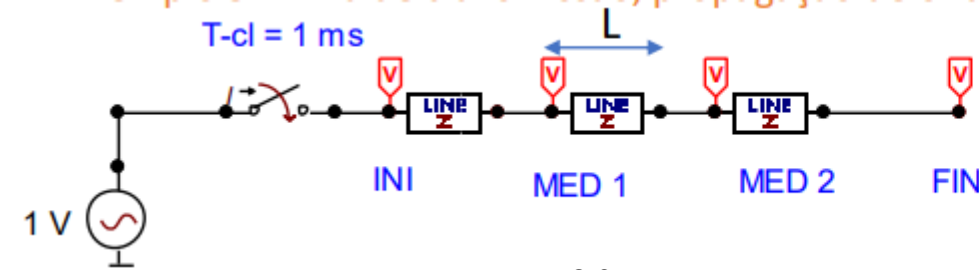 T-cl = 1 ms
L
V V V V
LINE Z LINE Z LINE Z
INI MED 1 MED 2 FIN
1 V